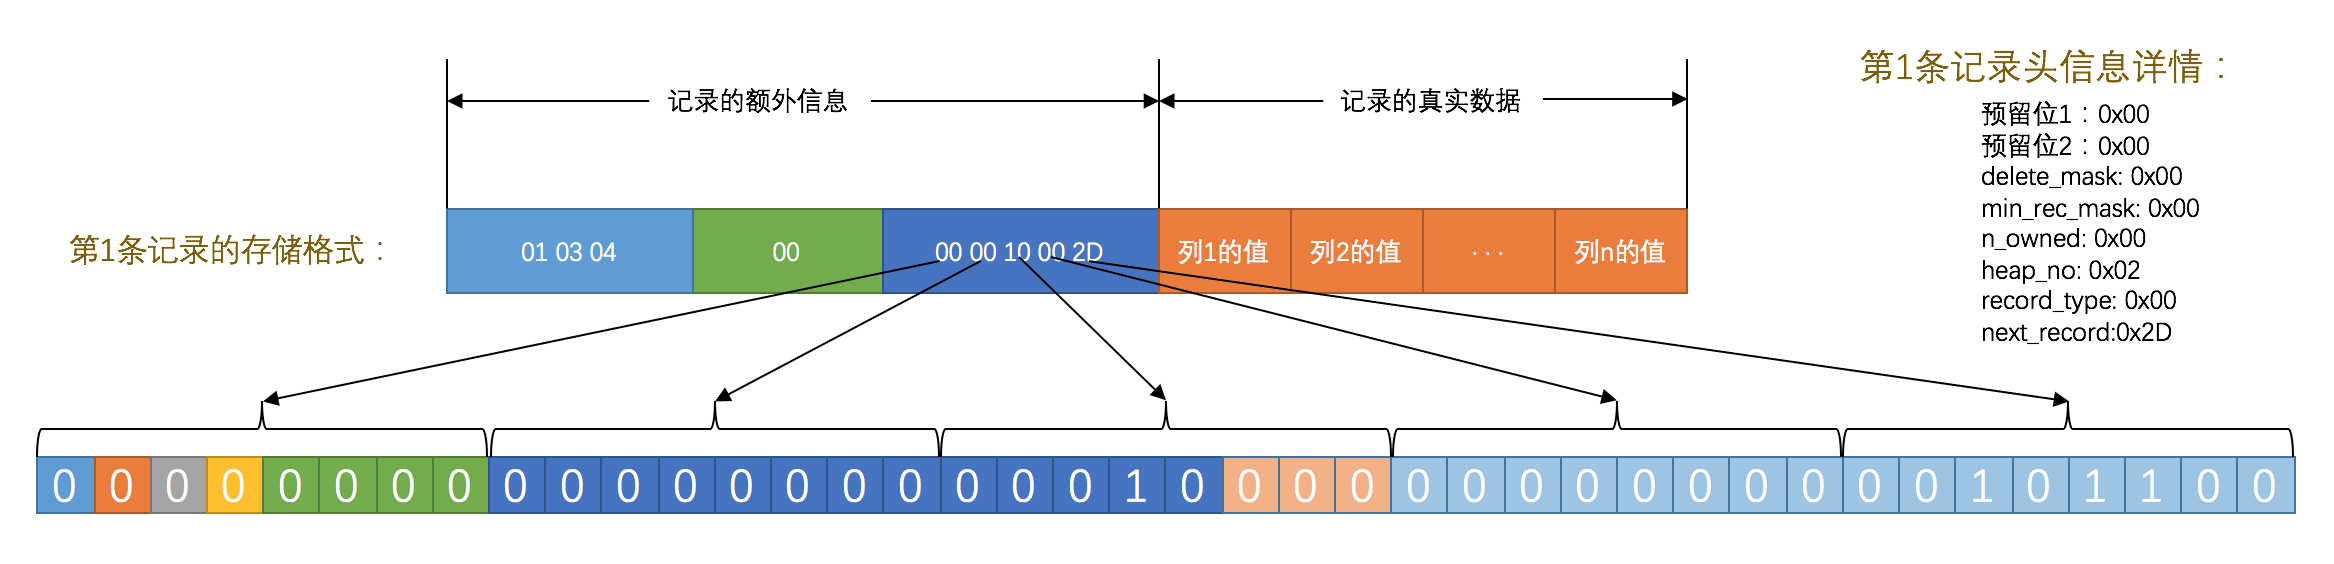 第1条记录头信息详情：
记录的额外信息 记录的真实数据
预留位1：0x00
预留位2：0x00
delete_mask: 0x00
min_rec_mask: 0x00
n_owned: 0x00
heap_no: 0x02
record_type: 0x00
next_record:0x2D
第1条记录的存储格式： 01 03 04 00 00 00 10 00 2D 列1的值 列2的值 ··· 列n的值
0 0 0 0 0 0 0 0 0 0 0 0 0 0 0 0 0 0 0 1 0 0 0 0 0 0 0 0 0 0 0 0 0 0 1 0 1 1 0 0